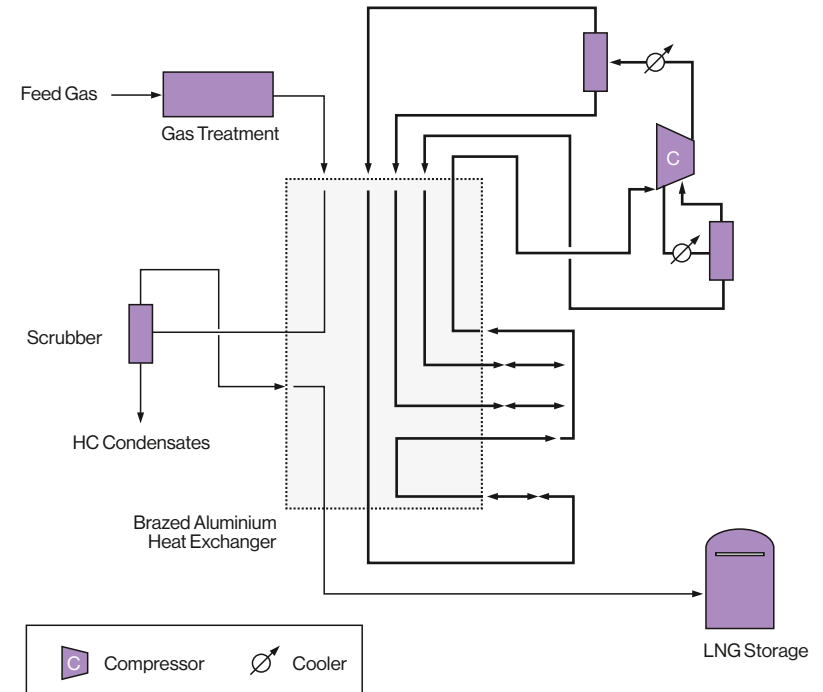 Feed Gas
Gas Treatment
C
Scrubber
HC Condensates
Brazed Aluminium
Heat Exchanger
LNG Storage
C Compressor
Cooler